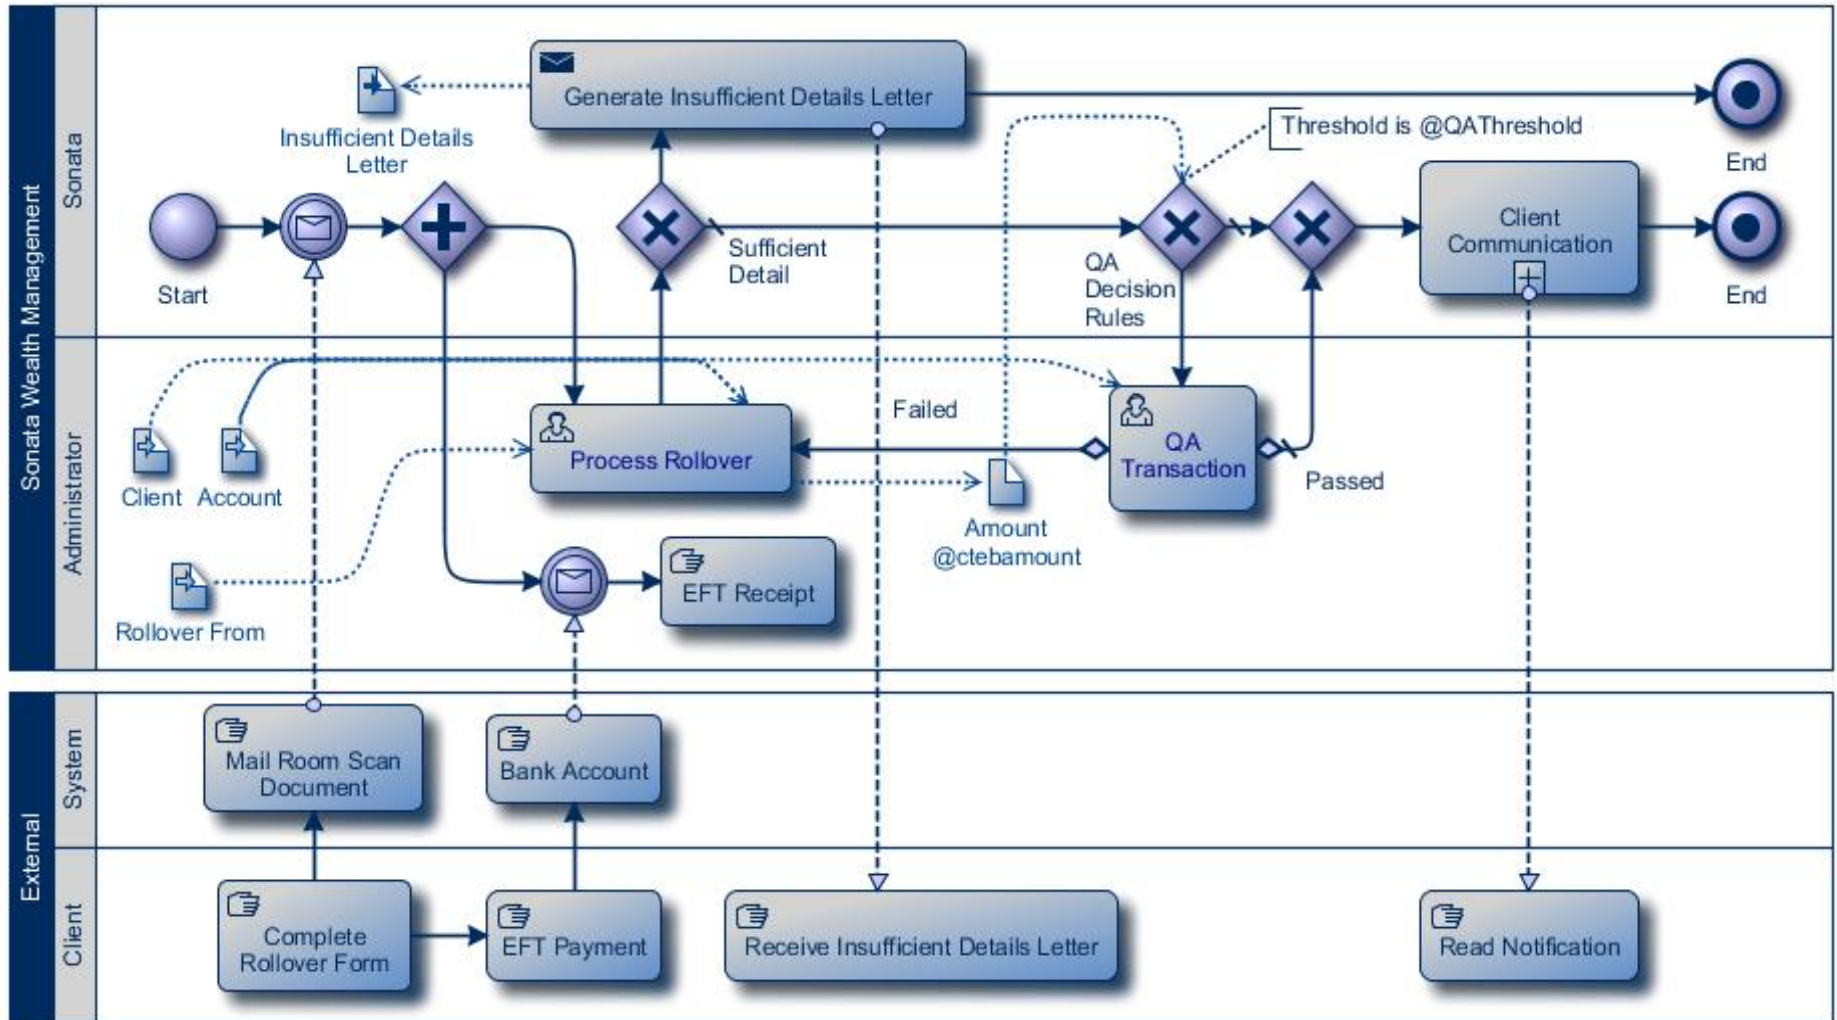 Sonata Wealth Management
Sonata
Generate Insufficient Details Letter
Insufficient Details
Letter
Threshold is @QAThreshold
End
Start
Sufficient
Detail
QA
Decision
Rules
Client
Communication
End
Administrator
Client
Account
Process Rollover
Failed
QA
Transaction
Passed
Amount
@ctebamount
Rollover From
EFT Receipt
External
System
Mail Room Scan
Document
Bank Account
Client
Complete
Rollover Form
EFT Payment
Receive Insufficient Details Letter
Read Notification